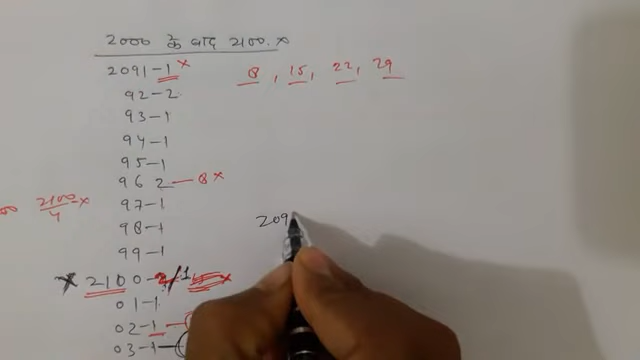 2000 के बाद 2100.x
2091-1 x
8, 15, 22, 29
92-2
93-1
94-1
95-1
96 2 — 8 x
2100/4 -x
97-1
209
98-1
99-1
x 2100- 1 x
01-1
02-1
03-1